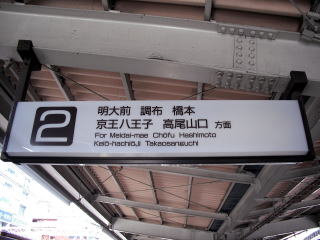 2
明大前 調布 橋本
京王八王子 高尾山口 方面
For Meidai-mae Chōfu Hashimoto
Keiō-hachiōji Takaosanguchi